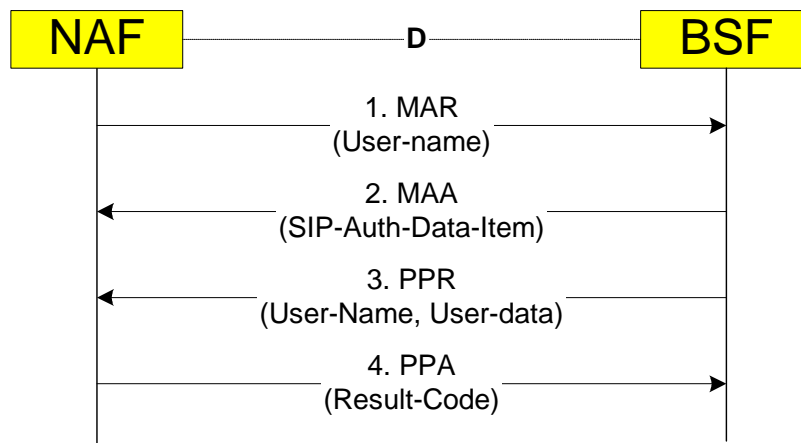 NAF
D
BSF
1. MAR
(User-name)
2. MAA
(SIP-Auth-Data-Item)
3. PPR
(User-Name, User-data)
4. PPA
(Result-Code)